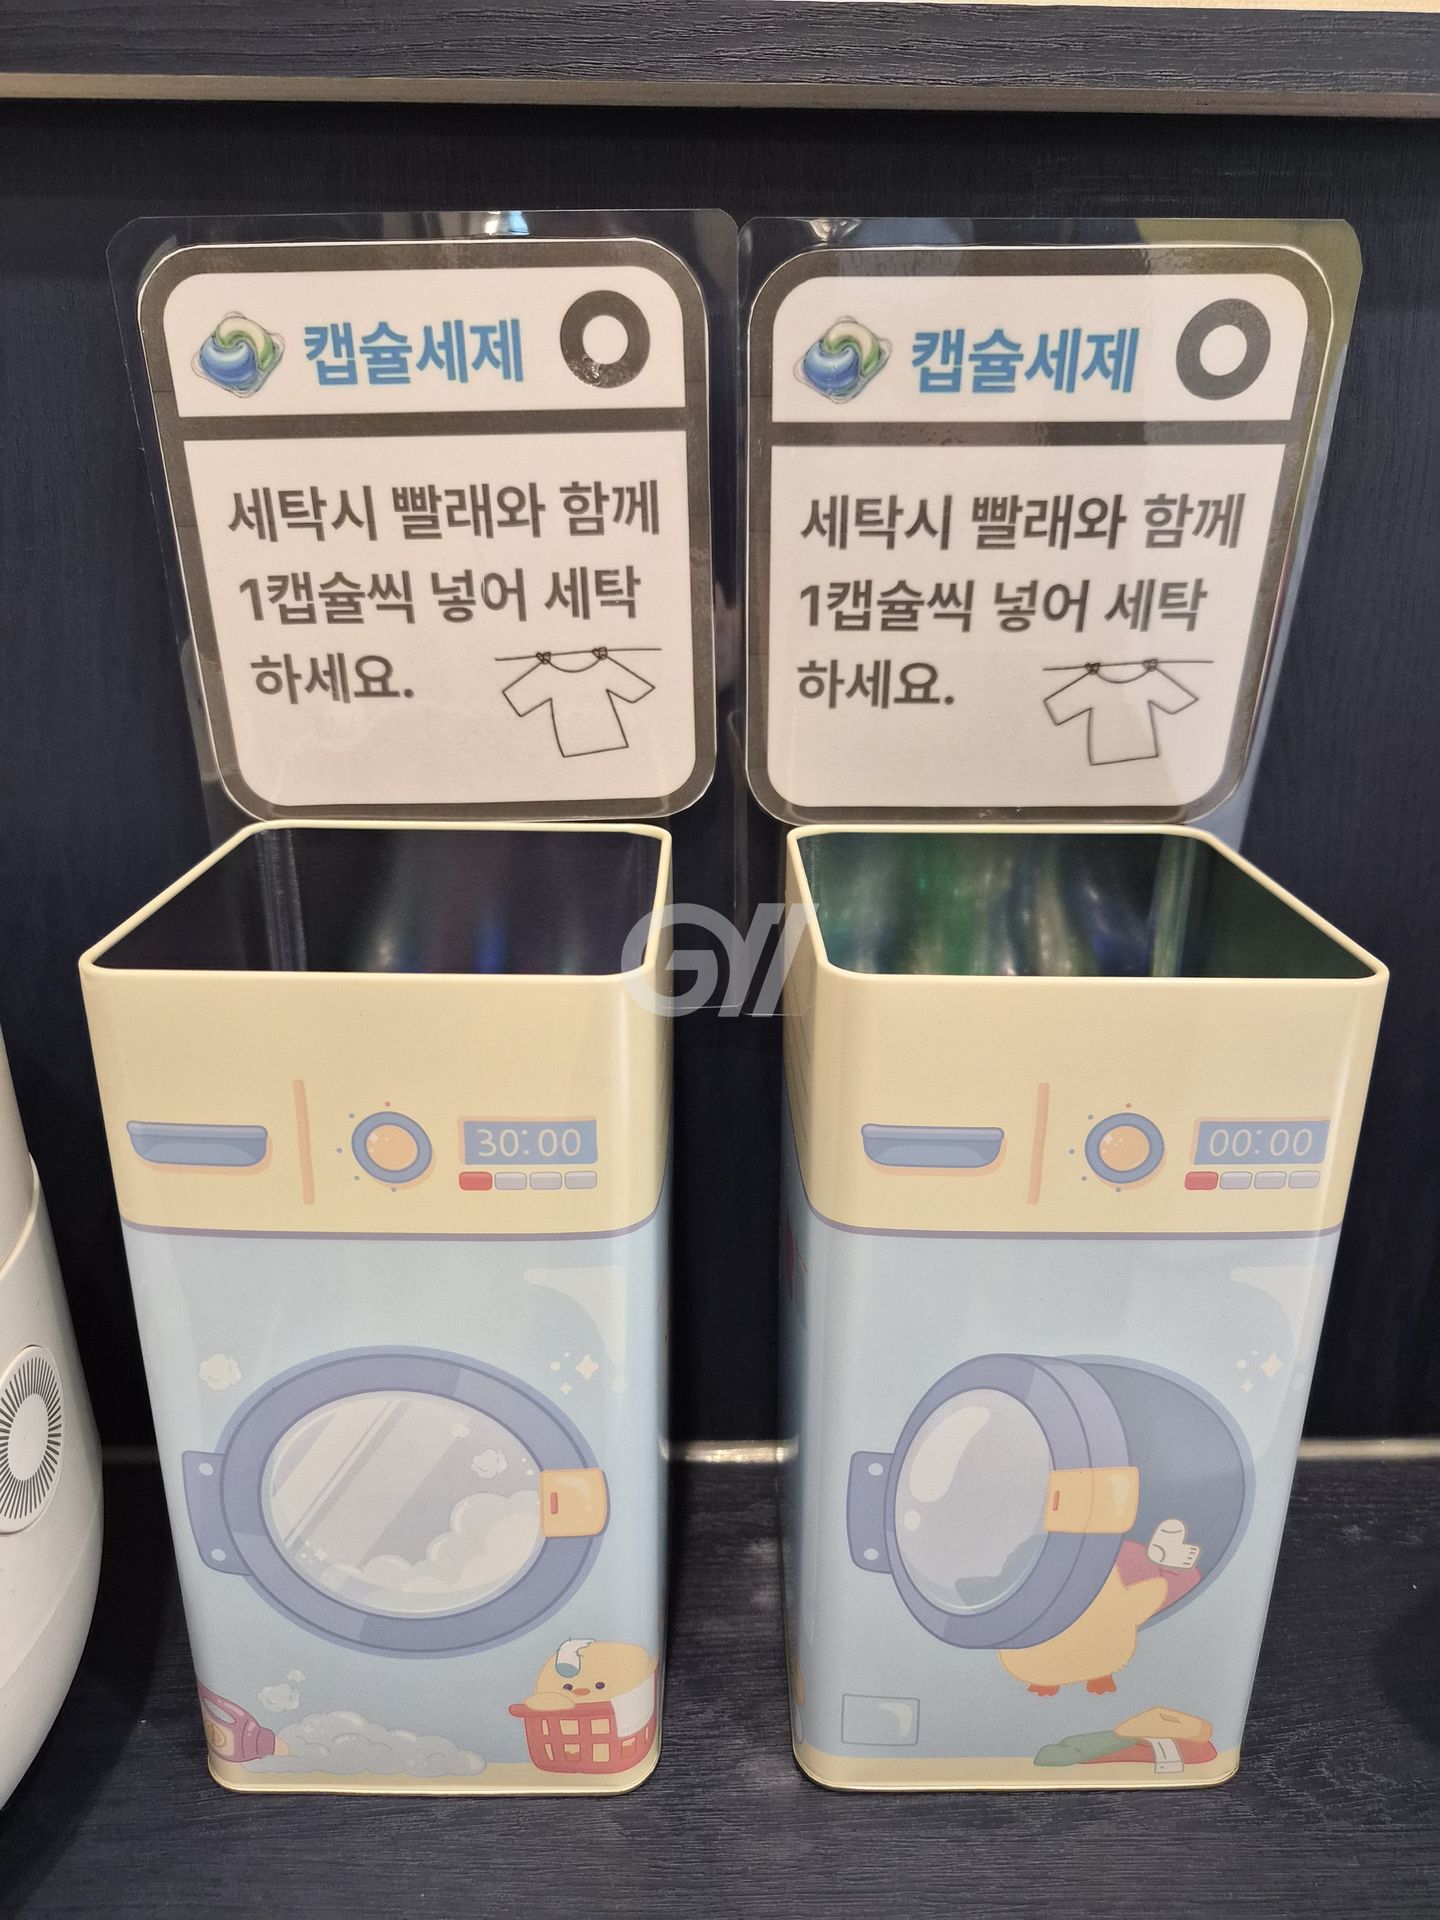 캡슐세제
세탁시 빨래와 함께
1캡슐씩 넣어 세탁
하세요.
캡슐세제
세탁시 빨래와 함께
1캡슐씩 넣어 세탁
하세요.
30:00
00:00